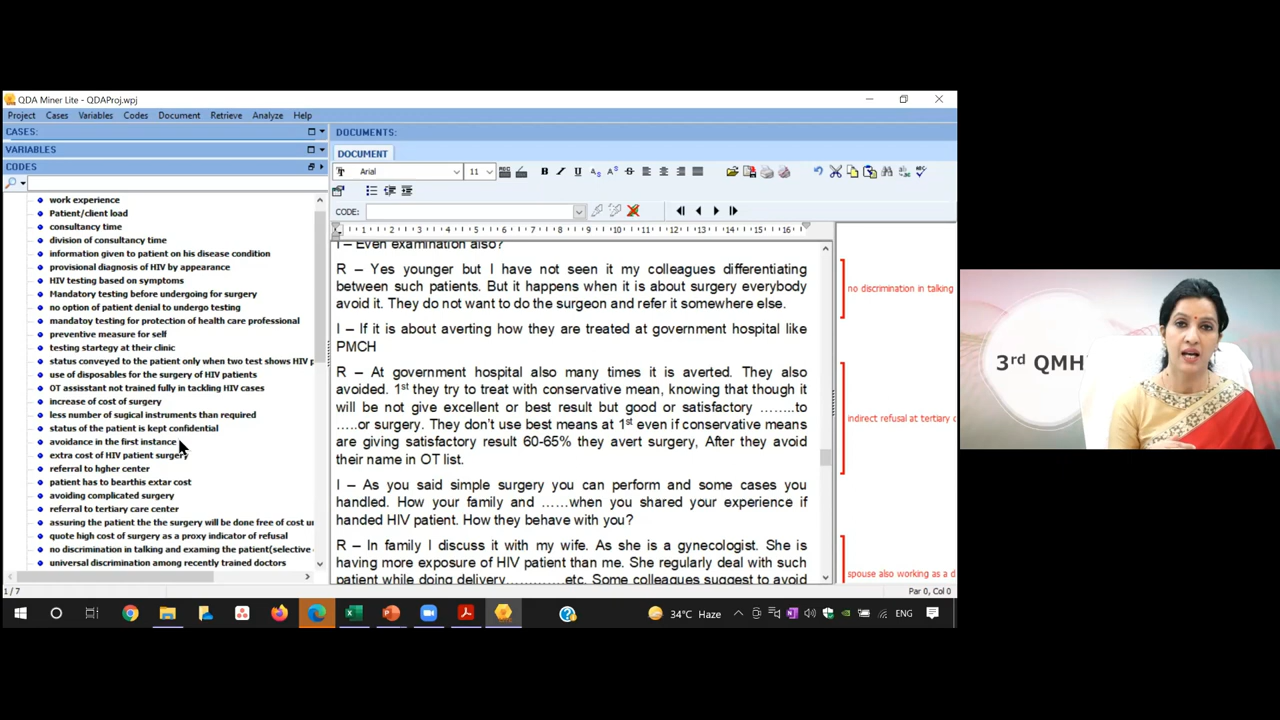 QDA Miner Lite - QDAProj.wpj
Project Cases Variables Codes Document Retrieve Analyze Help
CASES:
VARIABLES
CODES
work experience
Patient/client load
consultancy time
division of consultancy time
information given to patient on his disease condition
provisional diagnosis of HIV by appearance
HIV testing based on symptoms
Mandatory testing before undergoing for surgery
no option of patient denial to undergo testing
mandatoy testing for protection of health care professional
preventive measure for self
testing startegy at their clinic
status conveyed to the patient only when two test shows HIV p
use of disposables for the surgery of HIV patients
OT assisstant not trained fully in tackling HIV cases
increase of cost of surgery
less number of sugical instruments than required
status of the patient is kept confidential
avoidance in the first instance
extra cost of HIV patient surgery
referral to hgher center
patient has to bearthis extar cost
avoiding complicated surgery
referral to tertiary care center
assuring the patient the the surgery will be done free of cost u
quote high cost of surgery as a proxy indicator of refusal
no discrimination in talking and examing the patient(selective
universal discrimination among recently trained doctors
1 / 7
DOCUMENTS:
DOCUMENT
Arial 11
CODE:
1 2 3 4 5 6 7 8 9 10 11 12 13 14 15 16
I – Even examination also?
R – Yes younger but I have not seen it my colleagues differentiating
between such patients. But it happens when it is about surgery everybody
avoid it. They do not want to do the surgeon and refer it somewhere else.
I – If it is about averting how they are treated at government hospital like
PMCH
R – At government hospital also many times it is averted. They also
avoided. 1st they try to treat with conservative mean, knowing that though it
will be not give excellent or best result but good or satisfactory ……..to
…..or surgery. They don't use best means at 1st even if conservative means
are giving satisfactory result 60-65% they avert surgery, After they avoid
their name in OT list.
I – As you said simple surgery you can perform and some cases you
handled. How your family and ……when you shared your experience if
handed HIV patient. How they behave with you?
R – In family I discuss it with my wife. As she is a gynecologist. She is
having more exposure of HIV patient than me. She regularly deal with such
patient while doing delivery…………etc. Some colleagues suggest to avoid
no discrimination in talking
indirect refusal at tertiary c
spouse also working as a d
Par 0, Col 0
34°C Haze
ENG
3rd QMH